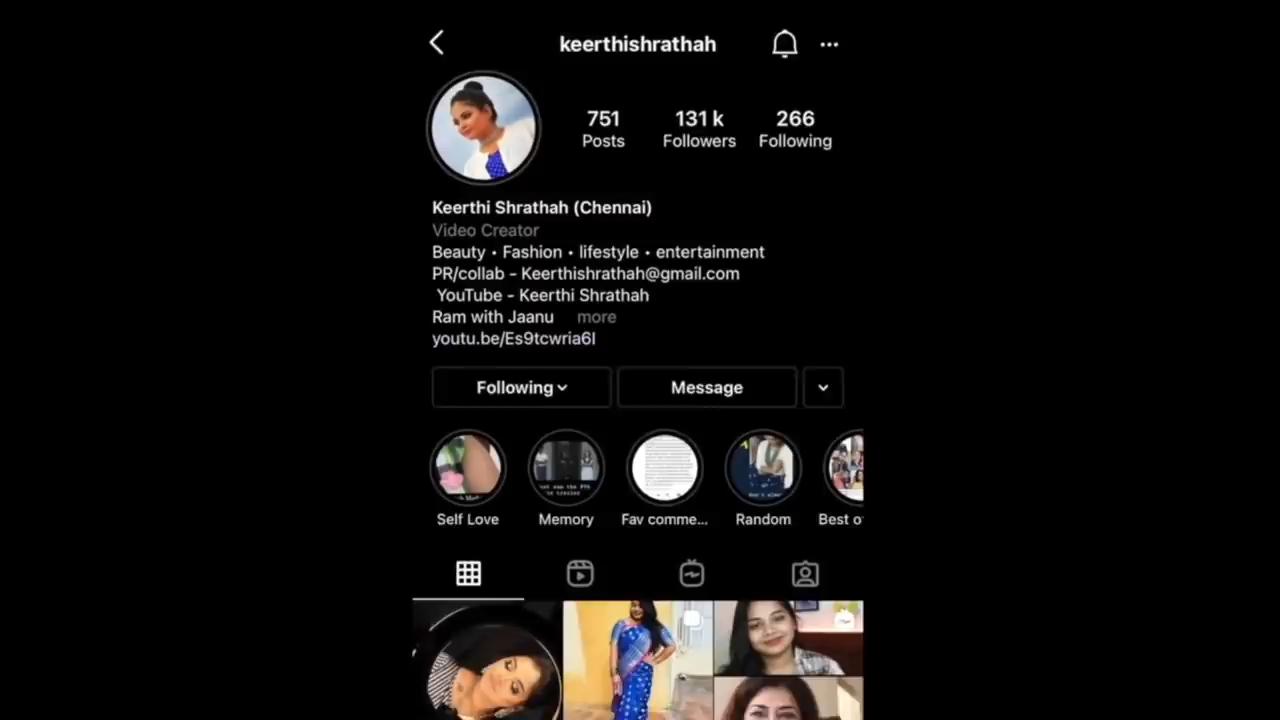 keerthishrathah
751 131 k 266
Posts Followers Following
Keerthi Shrathah (Chennai)
Video Creator
Beauty • Fashion • lifestyle • entertainment
PR/collab - Keerthishrathah@gmail.com
YouTube - Keerthi Shrathah
Ram with Jaanu more
youtu.be/Es9tcwria6I
Following Message
Self Love Memory Fav comme... Random Best o